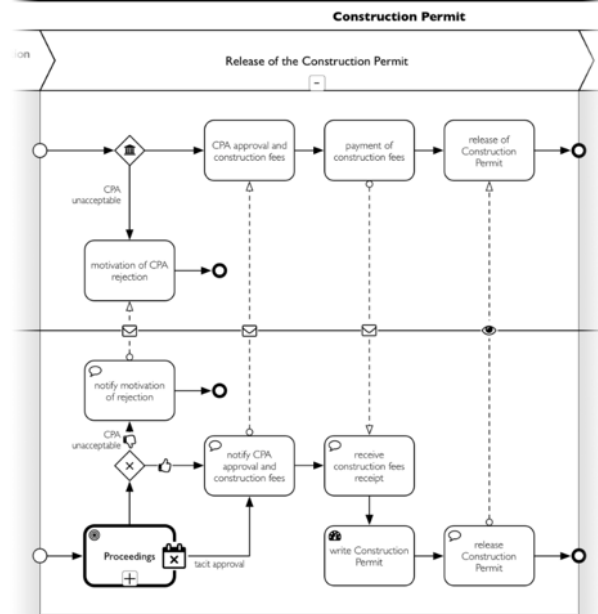 Construction Permit
ion
Release of the Construction Permit
CPA approval and
construction fees
payment of
construction fees
release of
Construction
Permit
CPA
unacceptable
motivation of CPA
rejection
notify motivation
of rejection
CPA
unacceptable
notify CPA
approval and
construction fees
receive
construction fees
receipt
Proceedings
tacit approval
write Construction
Permit
release
Construction
Permit